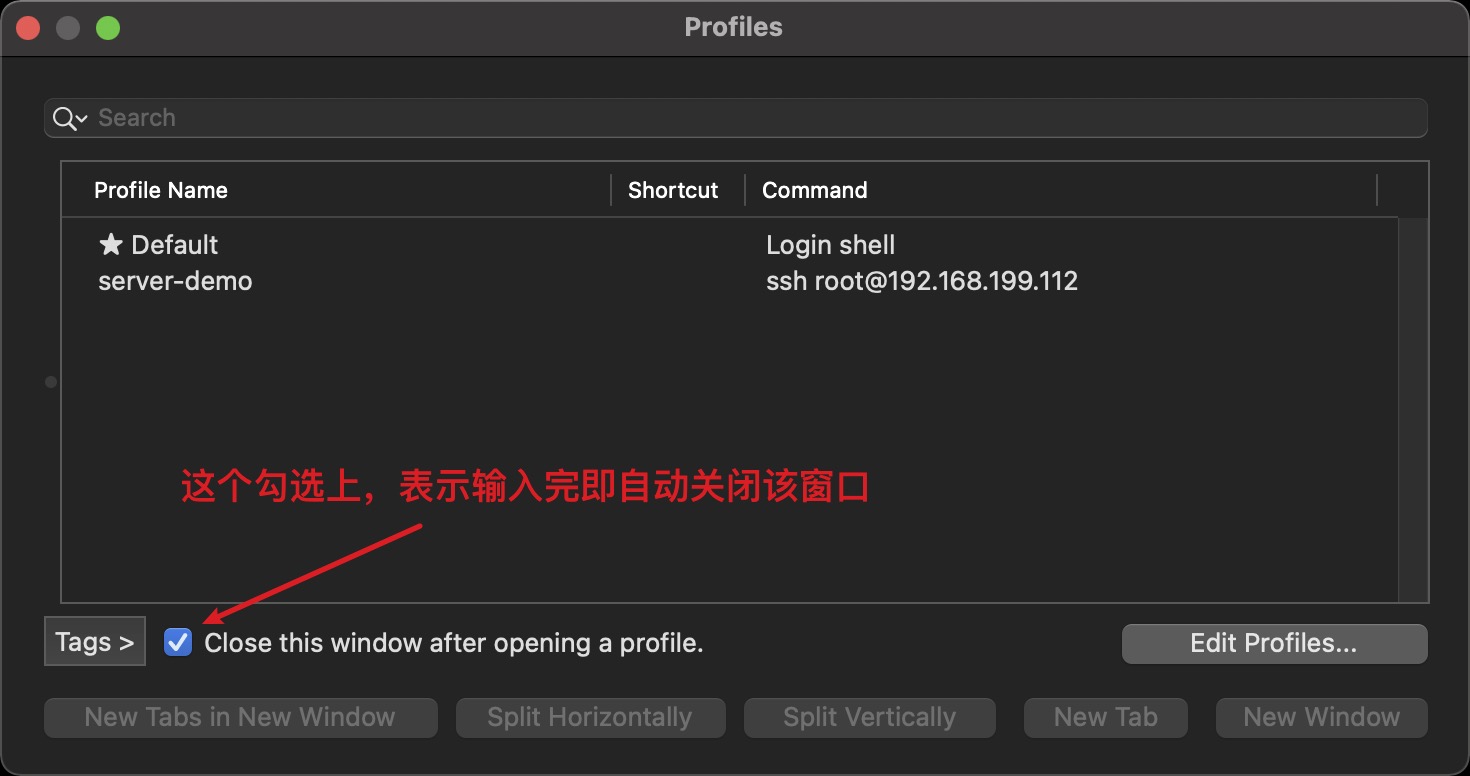 Profiles
Search
Profile Name Shortcut Command
★ Default Login shell
server-demo ssh root@192.168.199.112
这个勾选上，表示输入完即自动关闭该窗口
Tags > Close this window after opening a profile. Edit Profiles...
New Tabs in New Window Split Horizontally Split Vertically New Tab New Window